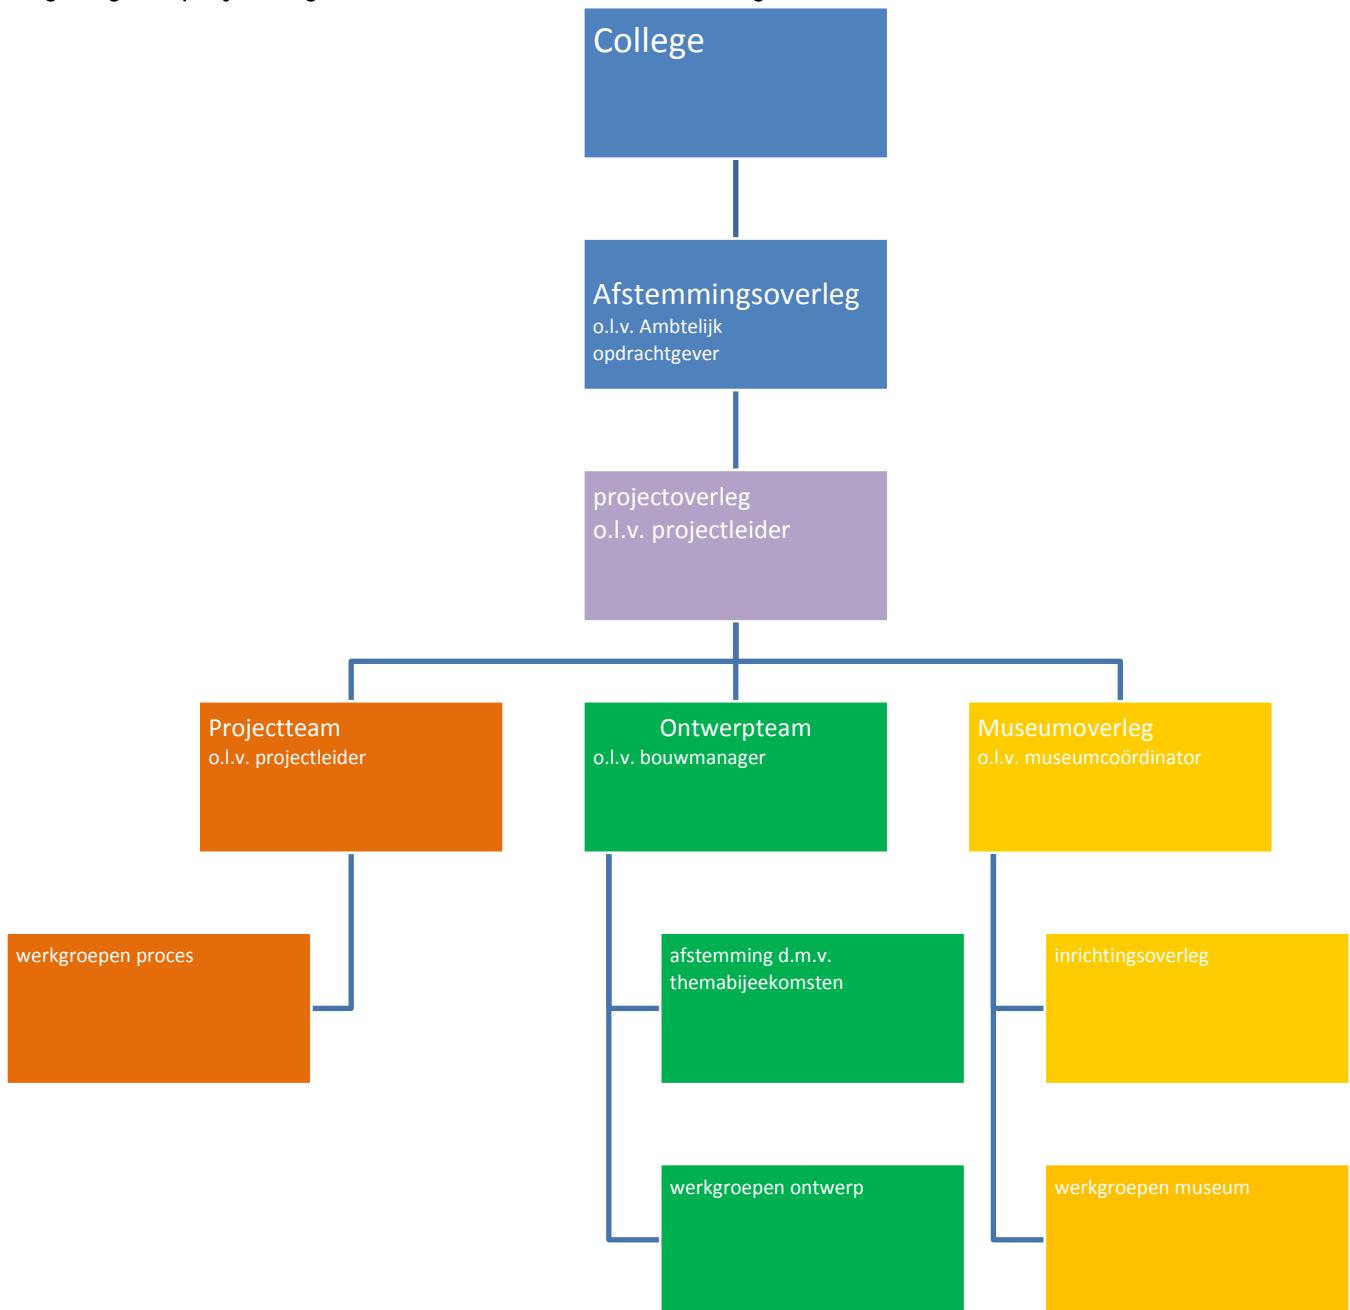 College
Afstemmingsoverleg
o.l.v. Ambtelijk
opdrachtgever
projectoverleg
o.l.v. projectleider
Projectteam
o.l.v. projectleider
Ontwerpteam
o.l.v. bouwmanager
Museumoverleg
o.l.v. museumcoördinator
werkgroepen proces
afstemming d.m.v.
themabijeekomsten
inrichtingsoverleg
werkgroepen ontwerp
werkgroepen museum